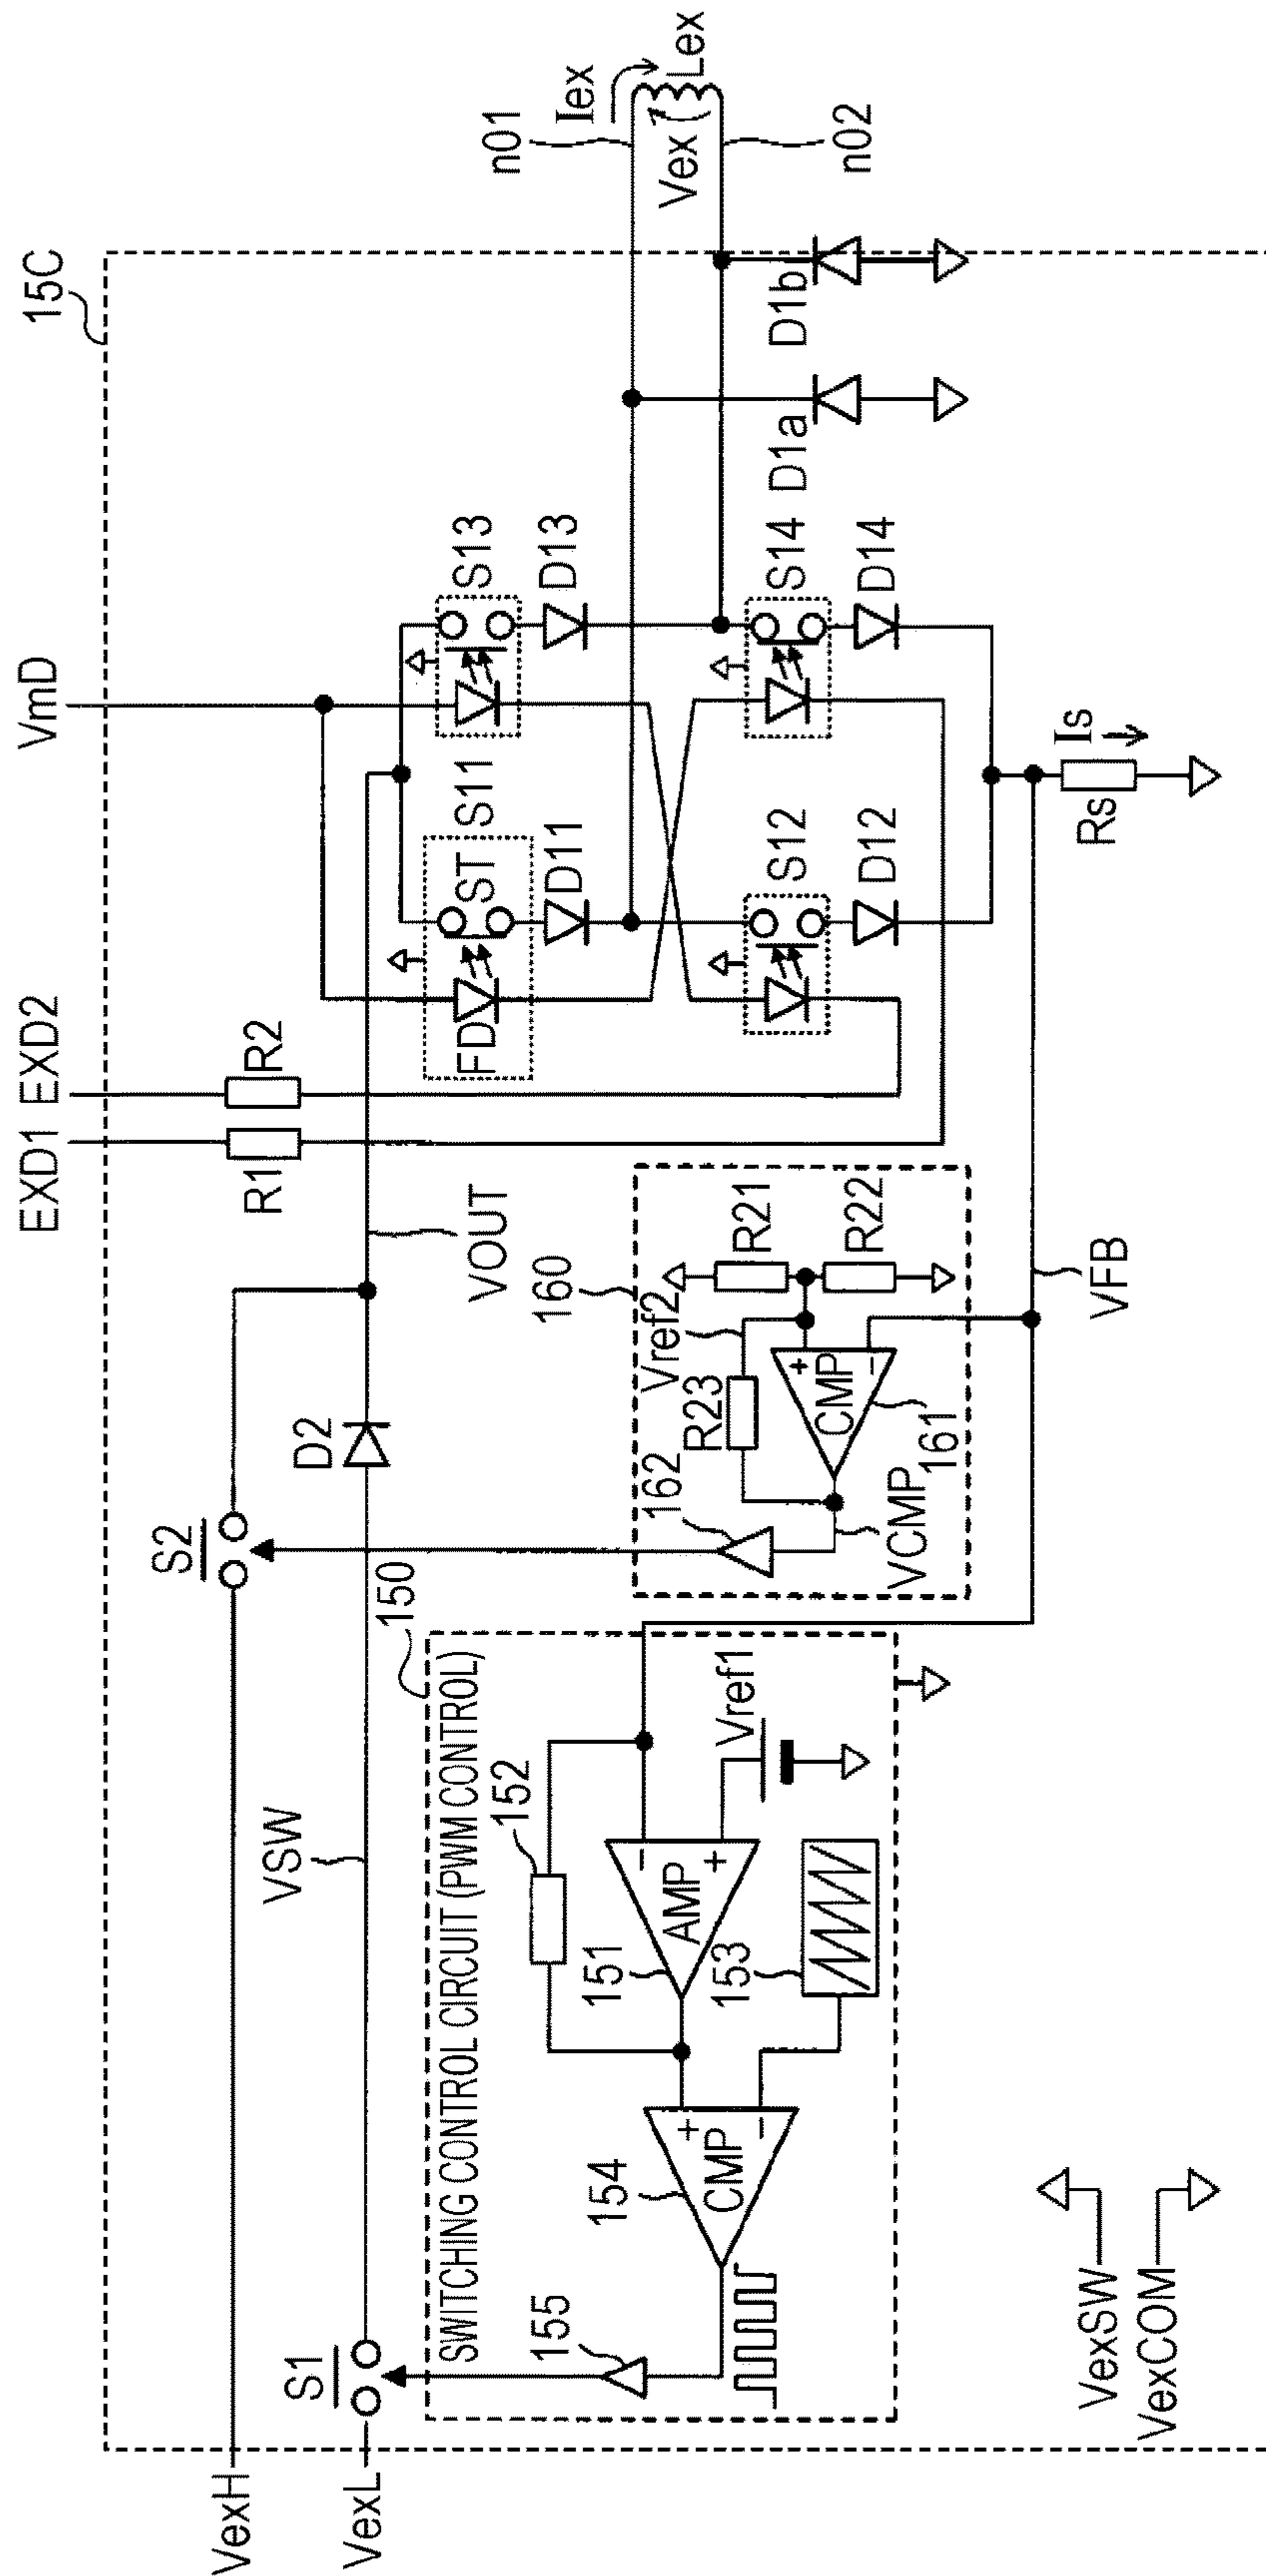 15C
VexH
VexL
S1
S2
VSW
D2
VOUT
EXD1
EXD2
R1
R2
VmD
FD
ST
S11
D11
S13
D13
S12
D12
S14
D14
D1a
D1b
n01
n02
Iex
Vex
Lex
Rs
Is
VFB
150
SWITCHING CONTROL CIRCUIT (PWM CONTROL)
155
154
CMP
+
−
151
AMP
−
+
152
153
Vref1
160
162
Vref2
R23
R21
R22
CMP
+
−
161
VCMP
VexSW
VexCOM